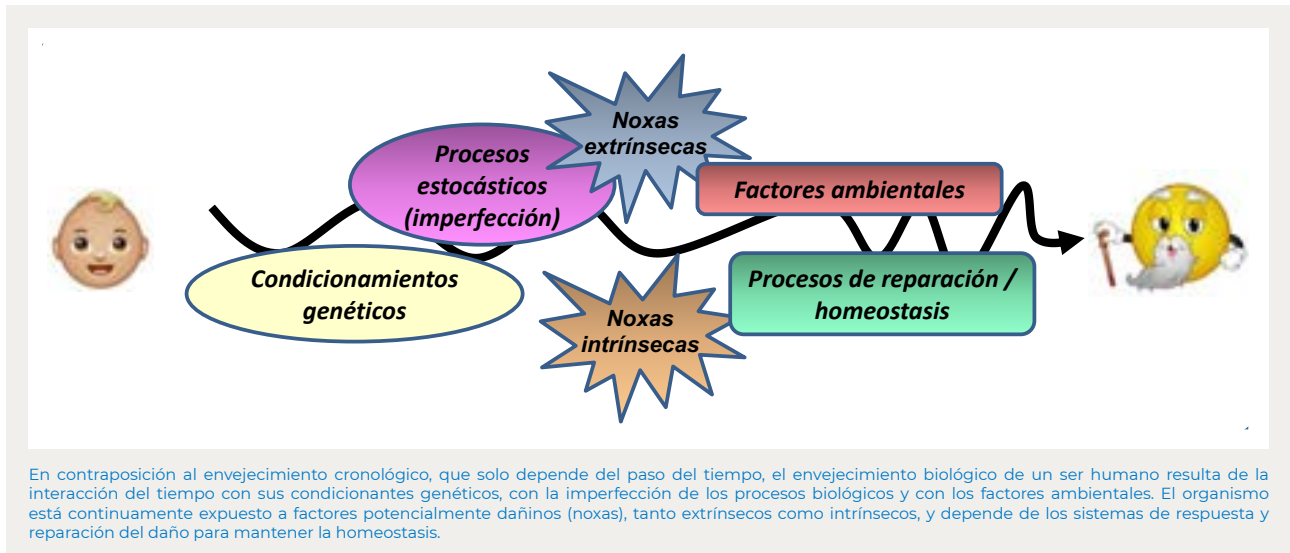 Noxas
extrínsecas
Procesos
estocásticos
(imperfección)
Factores ambientales
Condicionamientos
genéticos
Procesos de reparación /
homeostasis
Noxas
intrínsecas
En contraposición al envejecimiento cronológico, que solo depende del paso del tiempo, el envejecimiento biológico de un ser humano resulta de la
interacción del tiempo con sus condicionantes genéticos, con la imperfección de los procesos biológicos y con los factores ambientales. El organismo
está continuamente expuesto a factores potencialmente dañinos (noxas), tanto extrínsecos como intrínsecos, y depende de los sistemas de respuesta y
reparación del daño para mantener la homeostasis.